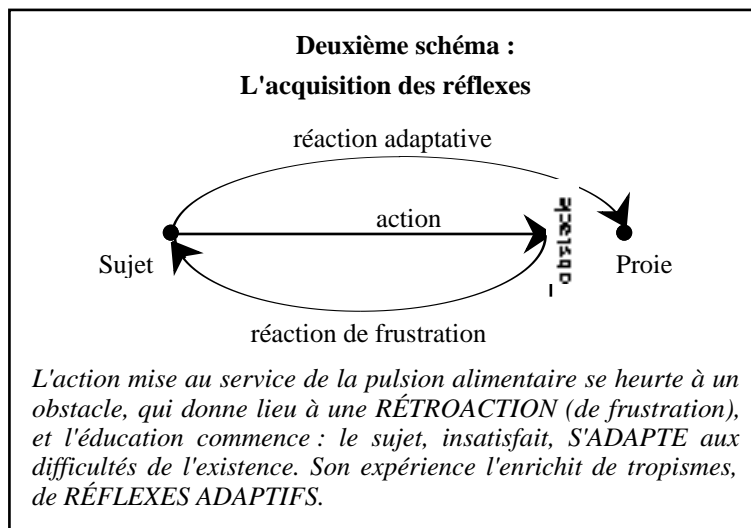 Deuxième schéma :
L'acquisition des réflexes
réaction adaptative
obstacle
action
Sujet
Proie
réaction de frustration
L'action mise au service de la pulsion alimentaire se heurte à un
obstacle, qui donne lieu à une RÉTROACTION (de frustration),
et l'éducation commence : le sujet, insatisfait, S'ADAPTE aux
difficultés de l'existence. Son expérience l'enrichit de tropismes,
de RÉFLEXES ADAPTIFS.